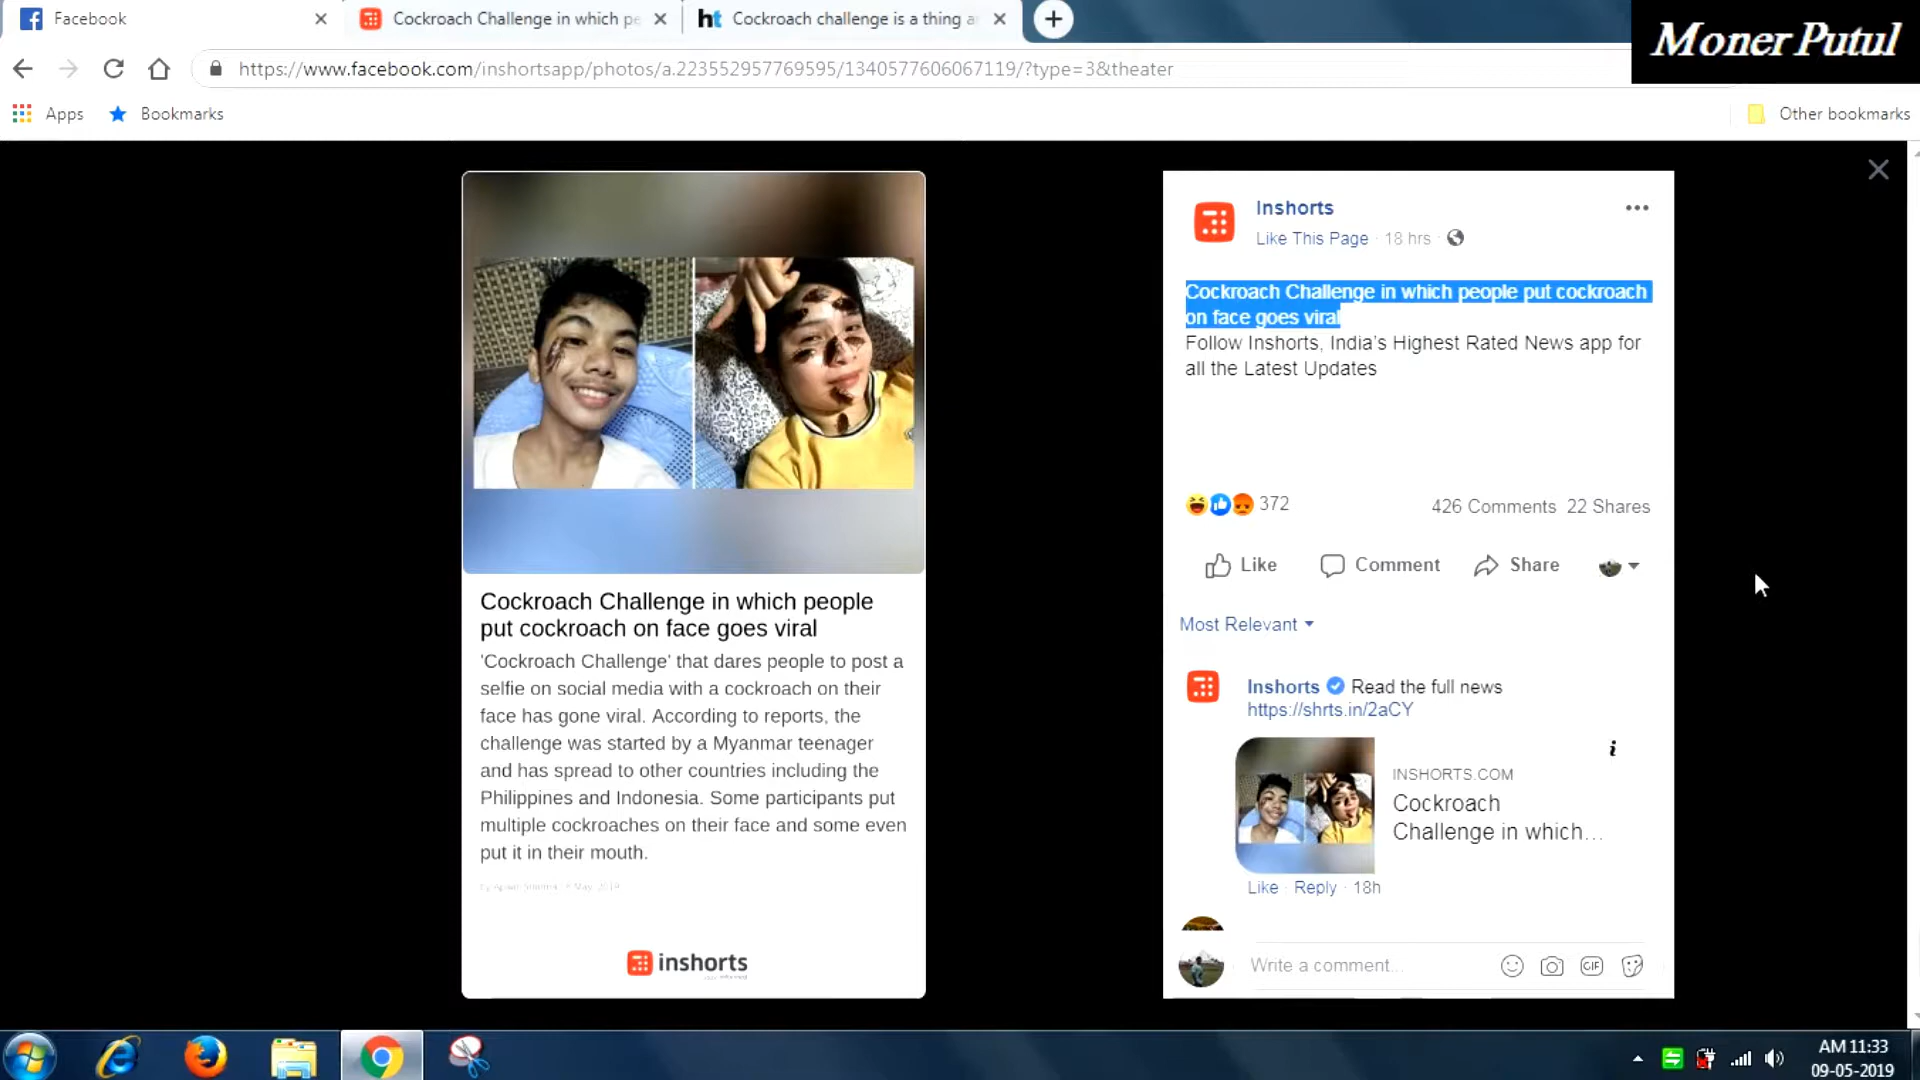 Facebook
Cockroach Challenge in which pe
ht Cockroach challenge is a thing a
Moner Putul
https://www.facebook.com/inshortsapp/photos/a.223552957769595/1340577606067119/?type=3&theater
Apps
Bookmarks
Other bookmarks
Cockroach Challenge in which people
put cockroach on face goes viral
'Cockroach Challenge' that dares people to post a
selfie on social media with a cockroach on their
face has gone viral. According to reports, the
challenge was started by a Myanmar teenager
and has spread to other countries including the
Philippines and Indonesia. Some participants put
multiple cockroaches on their face and some even
put it in their mouth.
inshorts
Inshorts
Like This Page · 18 hrs ·
Cockroach Challenge in which people put cockroach
on face goes viral
Follow Inshorts, India's Highest Rated News app for
all the Latest Updates
372
426 Comments 22 Shares
Like
Comment
Share
Most Relevant
Inshorts Read the full news
https://shrts.in/2aCY
i
INSHORTS.COM
Cockroach
Challenge in which...
Like · Reply · 18h
Write a comment...
GIF
AM 11:33
09-05-2019